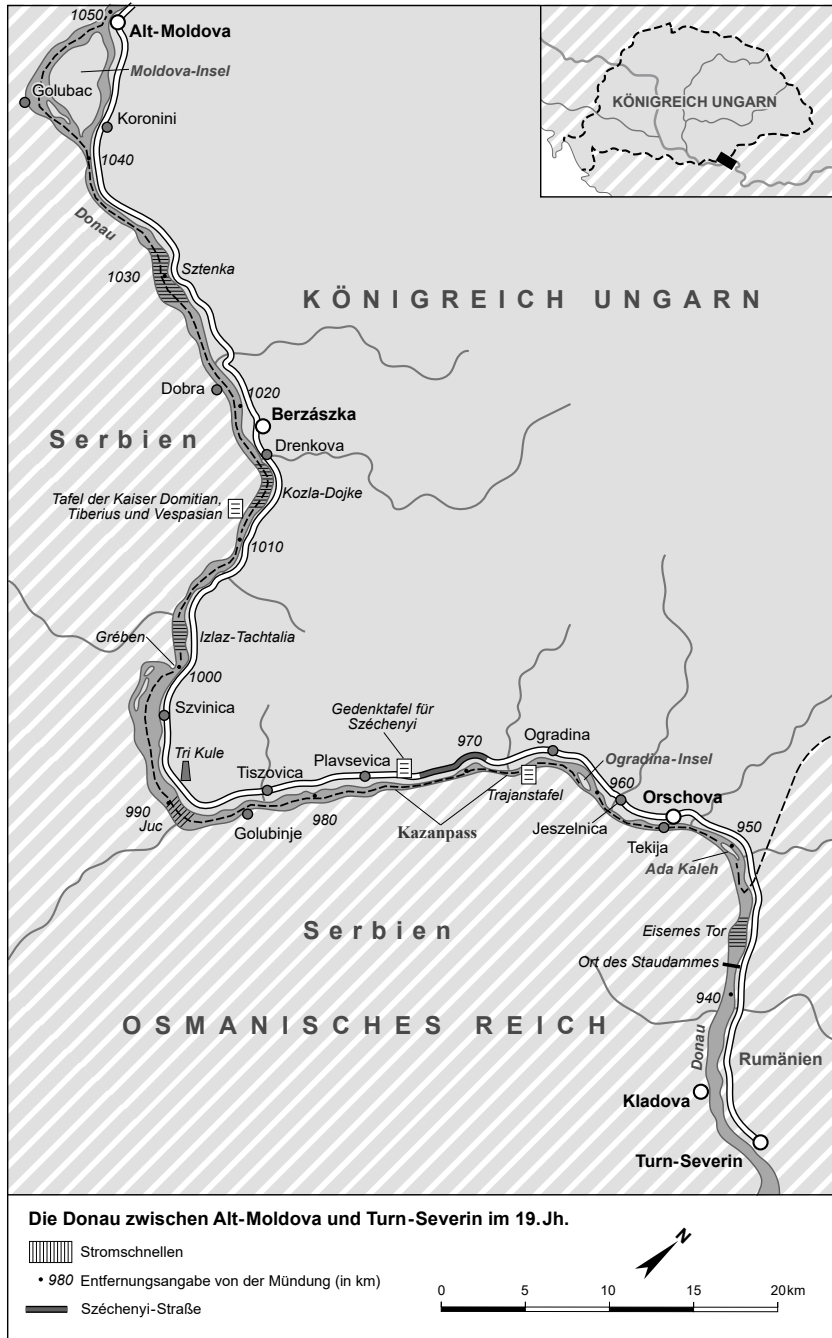 1050
Alt-Moldova
Moldova-Insel
Golubac
Koronini
1040
Donau
1030
Sztenka
KÖNIGREICH UNGARN
KÖNIGREICH UNGARN
Dobra
1020
Berzászka
Serbien
Drenkova
Kozla-Dojke
Tafel der Kaiser Domitian,
Tiberius und Vespasian
1010
Grében
Izlaz-Tachtalia
1000
Szvinica
Tri Kule
Gedenktafel für
Széchenyi
Plavsevica
Tiszovica
970
Ogradina
Ogradina-Insel
Trajanstafel
960
Orschova
990
Juc
Golubinje
980
Kazanpass
Jeszelnica
Tekija
950
Ada Kaleh
Serbien
Eisernes Tor
Ort des Staudammes
940
OSMANISCHES REICH
Donau
Rumänien
Kladova
Turn-Severin
Die Donau zwischen Alt-Moldova und Turn-Severin im 19. Jh.
Stromschnellen
• 980 Entfernungsangabe von der Mündung (in km)
Széchenyi-Straße
N
0 5 10 15 20 km